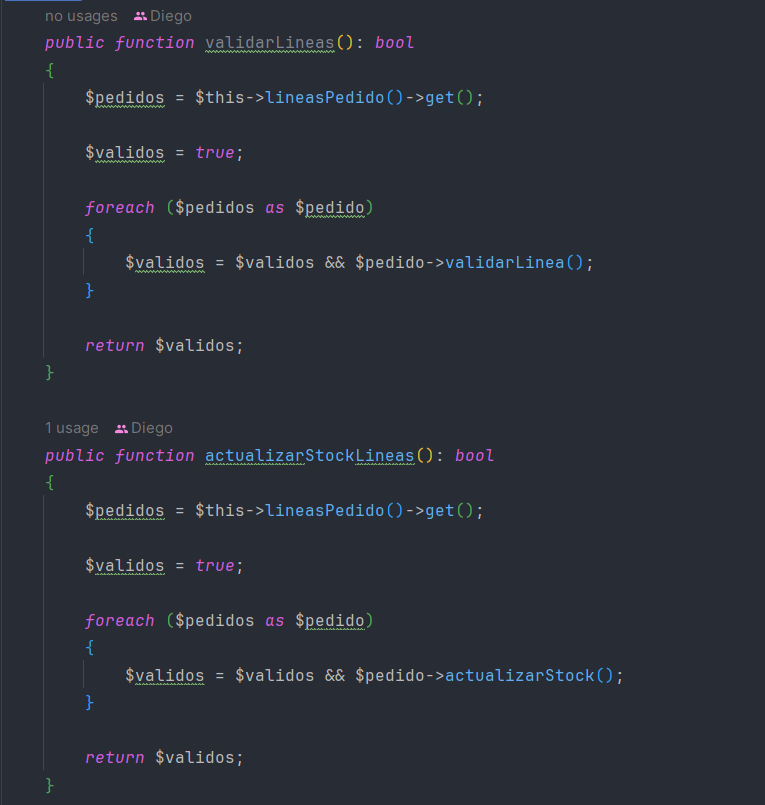 no usages Diego
public function validarLineas(): bool
{
$pedidos = $this->lineasPedido()->get();
$validos = true;
foreach ($pedidos as $pedido)
{
$validos = $validos && $pedido->validarLinea();
}
return $validos;
}
1 usage Diego
public function actualizarStockLineas(): bool
{
$pedidos = $this->lineasPedido()->get();
$validos = true;
foreach ($pedidos as $pedido)
{
$validos = $validos && $pedido->actualizarStock();
}
return $validos;
}